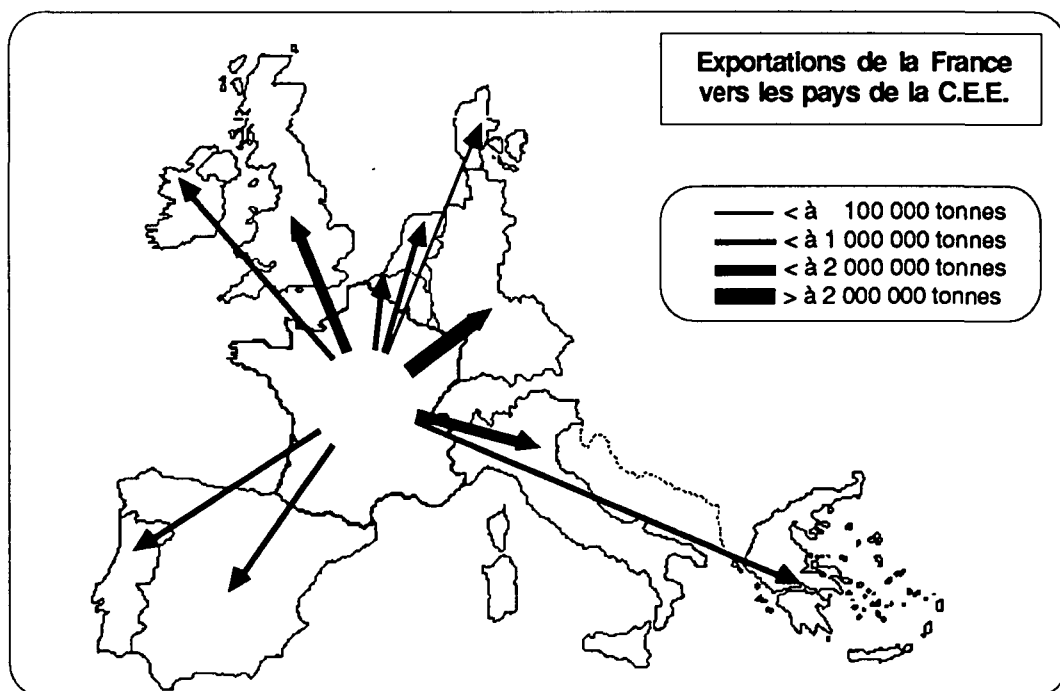 Exportations de la France
vers les pays de la C.E.E.
< à 100 000 tonnes
< à 1 000 000 tonnes
< à 2 000 000 tonnes
> à 2 000 000 tonnes